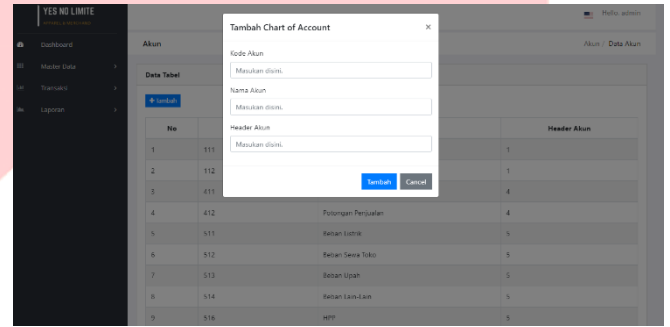 YES NO LIMITE
Hello, admin
Tambah Chart of Account ×
Kode Akun
Masukan disini.
Nama Akun
Masukan disini.
Header Akun
Masukan disini.
Tambah Cancel
Dashboard
Master Data
Transaksi
Laporan
Akun
Akun / Data Akun
Data Tabel
+ tambah
No Header Akun
1 111 1
2 112 1
3 411 4
4 412 Potongan Penjualan 4
5 511 Beban Listrik 5
6 512 Beban Sewa Toko 5
7 513 Beban Upah 5
8 514 Beban Lain-Lain 5
9 516 HPP 5